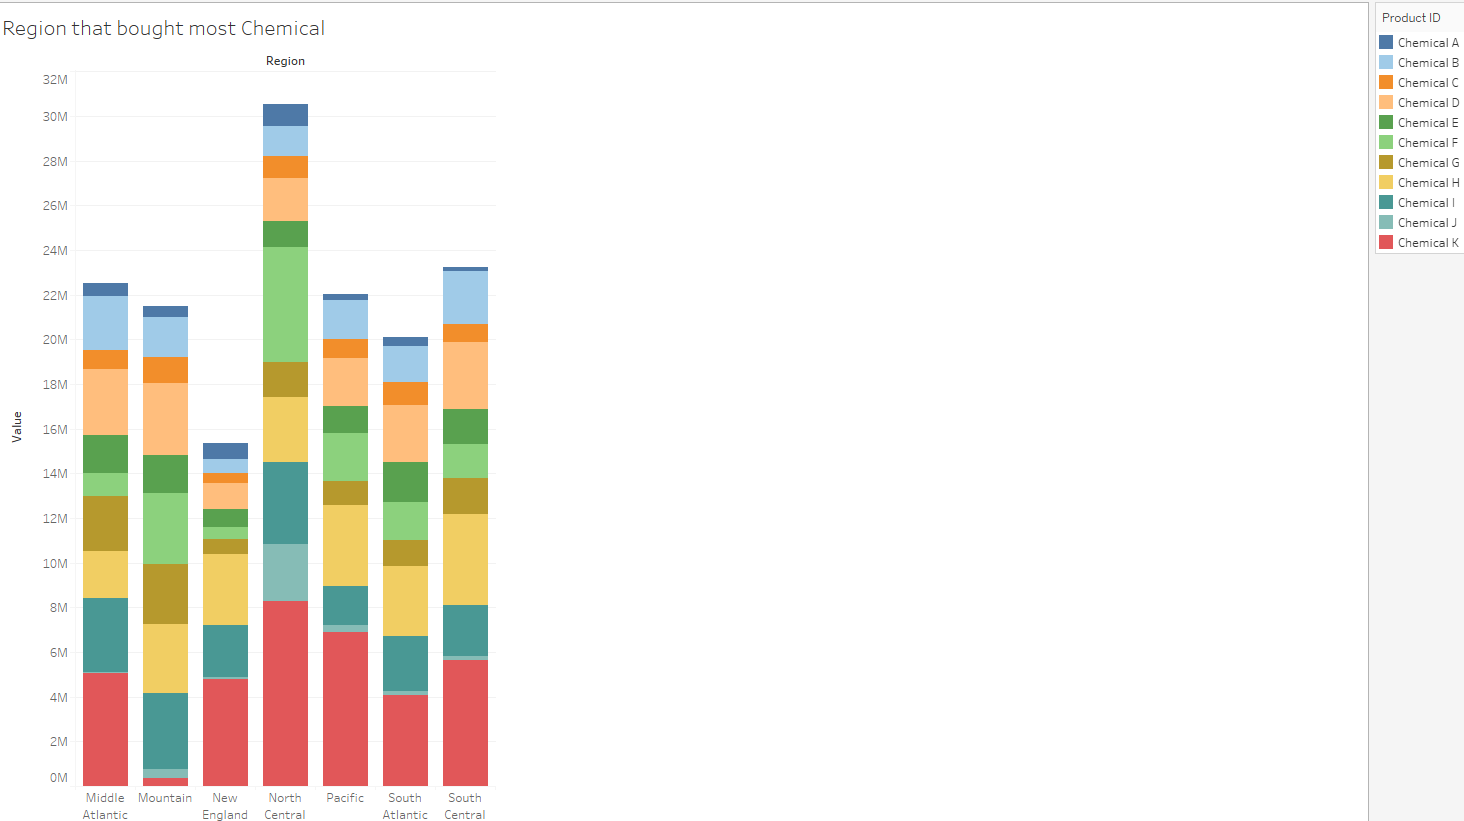 Region that bought most Chemical
Region
32M
30M
28M
26M
24M
22M
20M
18M
16M
14M
12M
10M
8M
6M
4M
2M
0M
Value
Middle Atlantic
Mountain
New England
North Central
Pacific
South Atlantic
South Central
Product ID
Chemical A
Chemical B
Chemical C
Chemical D
Chemical E
Chemical F
Chemical G
Chemical H
Chemical I
Chemical J
Chemical K